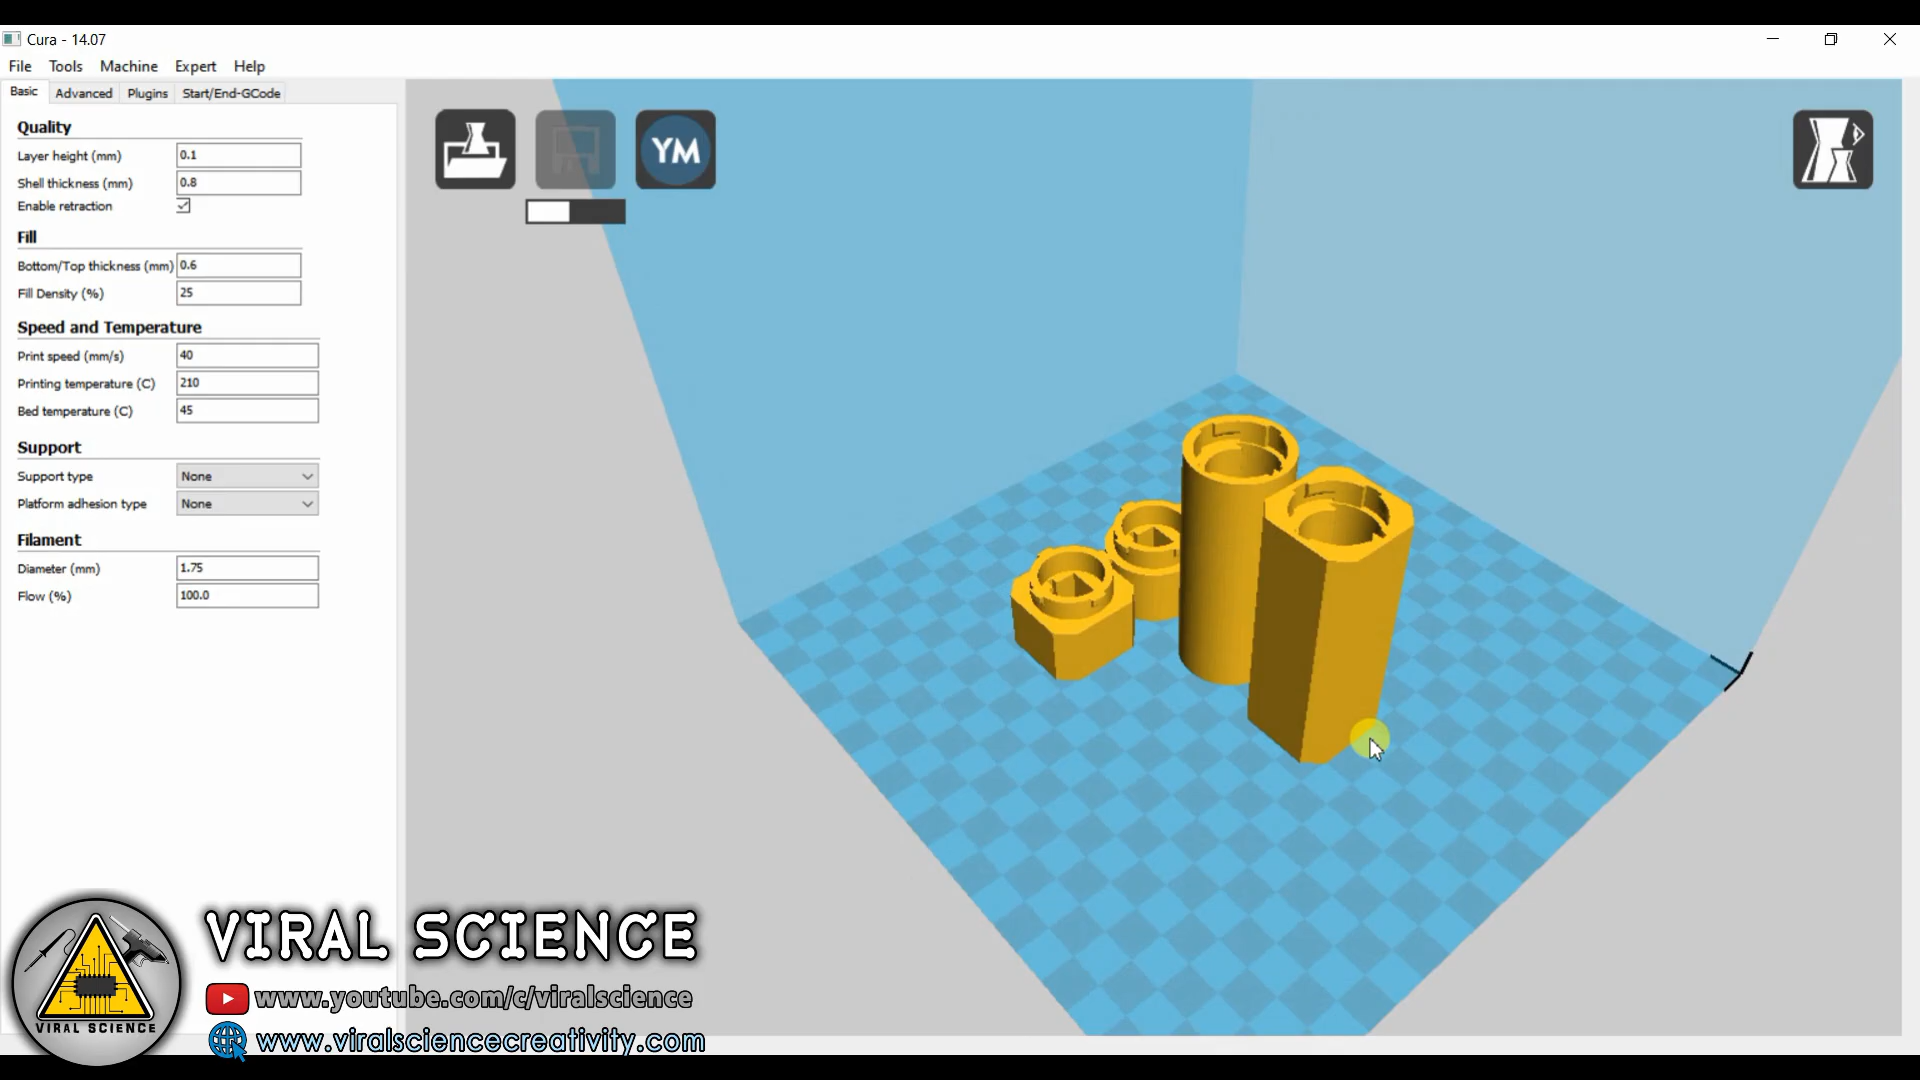 Cura - 14.07
File Tools Machine Expert Help
Basic Advanced Plugins Start/End-GCode
Quality
Layer height (mm) 0.1
Shell thickness (mm) 0.8
Enable retraction
Fill
Bottom/Top thickness (mm) 0.6
Fill Density (%) 25
Speed and Temperature
Print speed (mm/s) 40
Printing temperature (C) 210
Bed temperature (C) 45
Support
Support type None
Platform adhesion type None
Filament
Diameter (mm) 1.75
Flow (%) 100.0
YM
VIRAL SCIENCE
VIRAL SCIENCE
www.youtube.com/c/viralscience
www.viralsciencecreativity.com